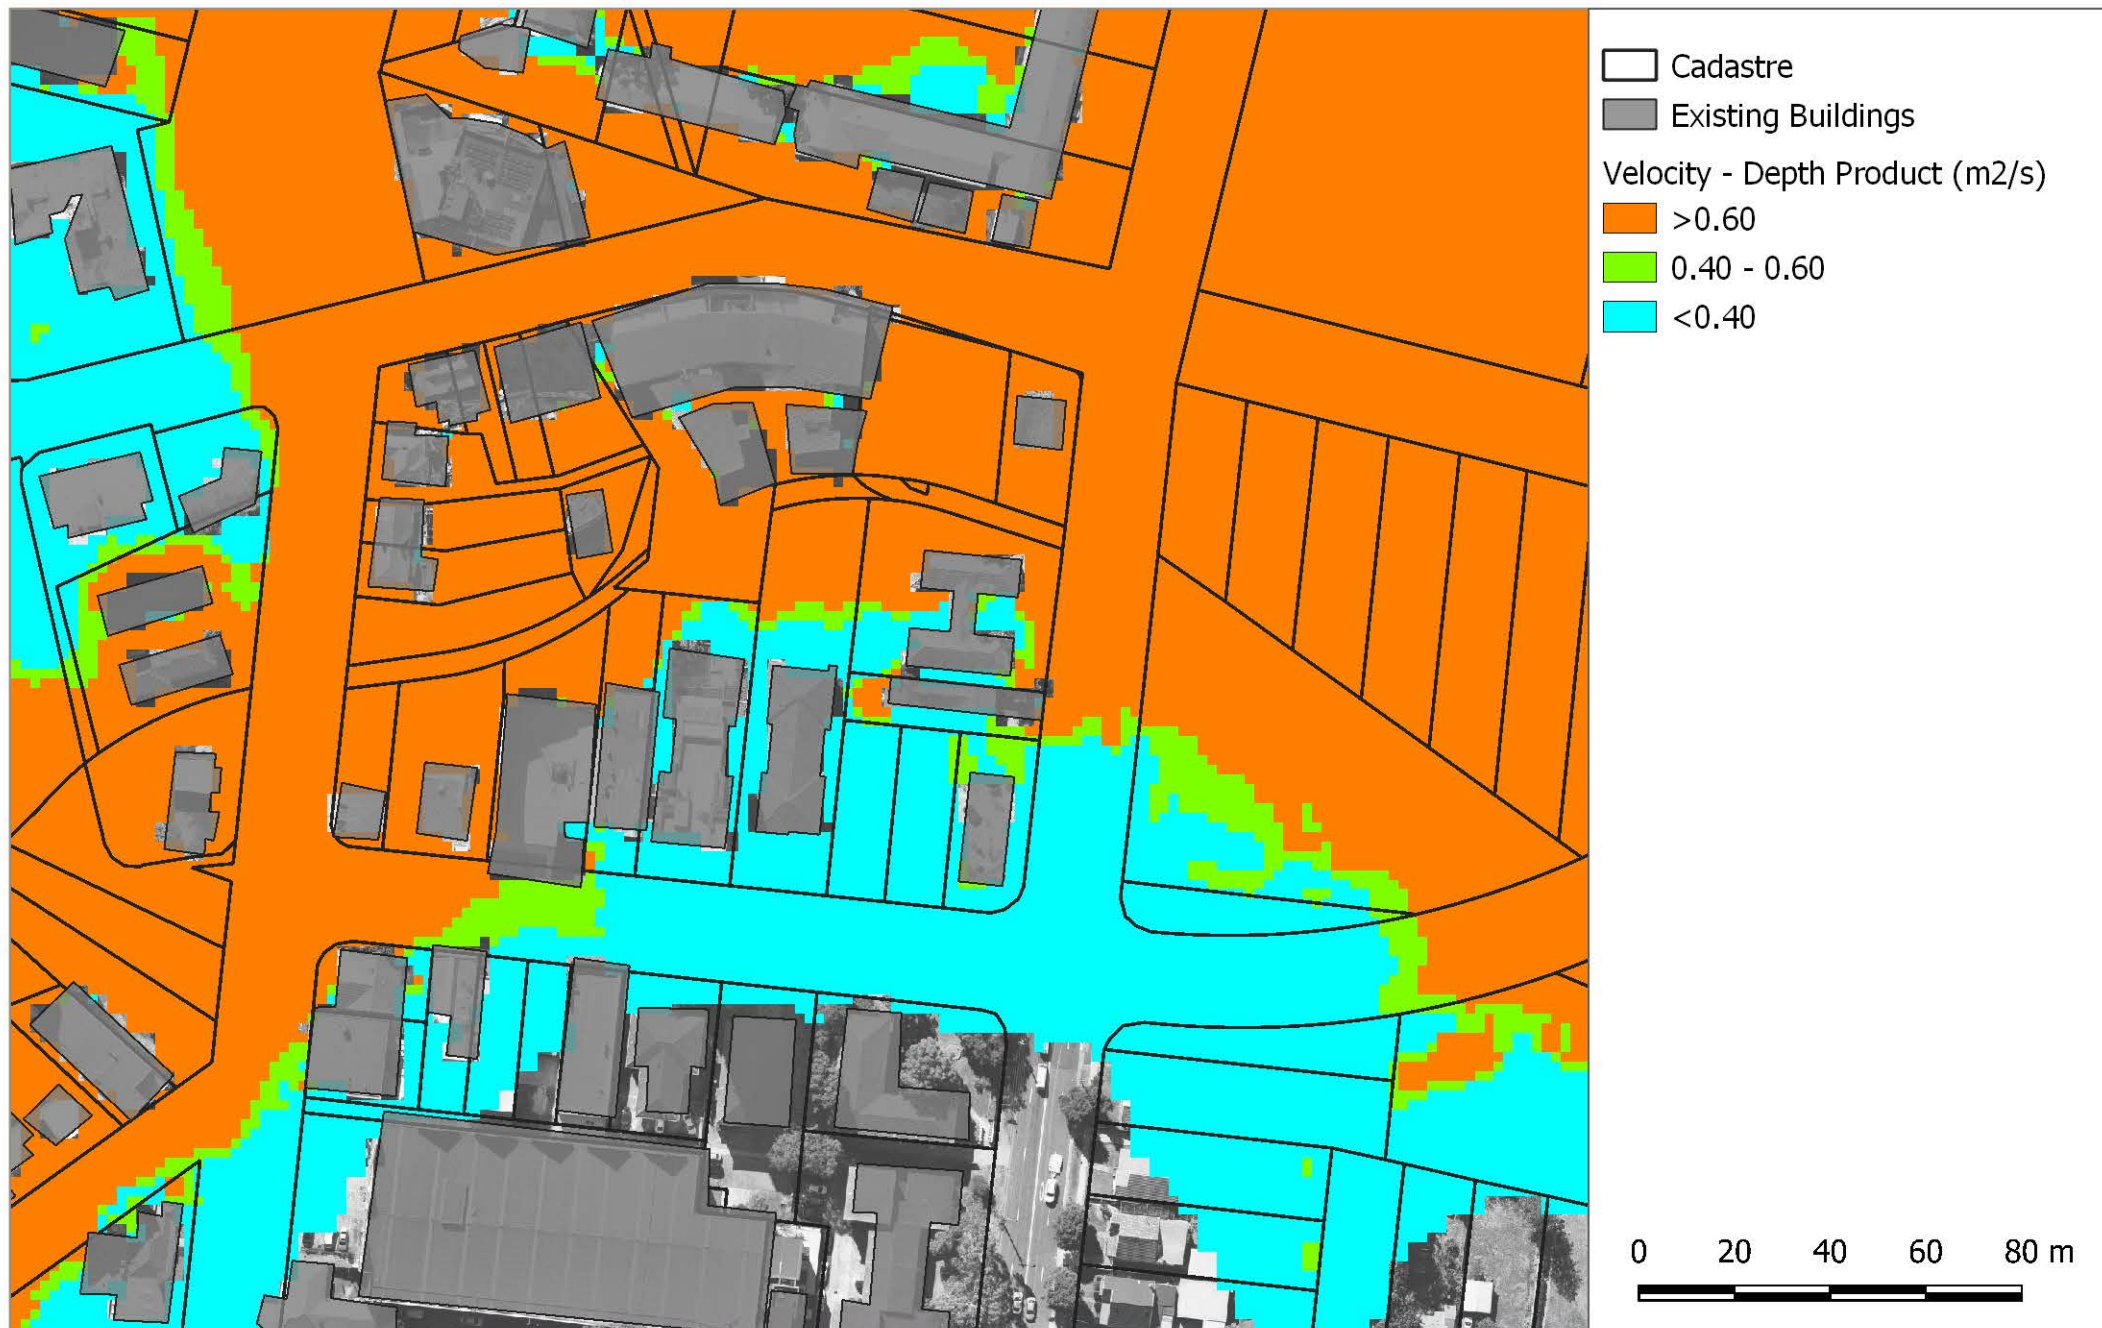 Cadastre
Existing Buildings
Velocity - Depth Product (m2/s)
>0.60
0.40 - 0.60
<0.40
0 20 40 60 80 m